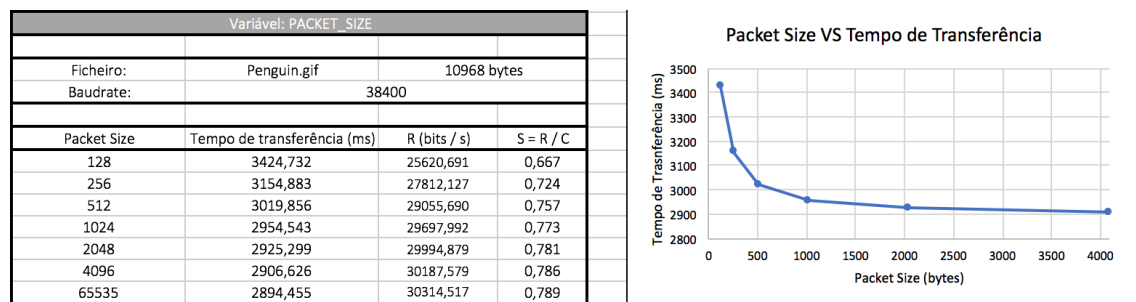 Variável: PACKET_SIZE
Ficheiro: Penguin.gif 10968 bytes
Baudrate: 38400
Packet Size Tempo de transferência (ms) R (bits / s) S = R / C
128 3424,732 25620,691 0,667
256 3154,883 27812,127 0,724
512 3019,856 29055,690 0,757
1024 2954,543 29697,992 0,773
2048 2925,299 29994,879 0,781
4096 2906,626 30187,579 0,786
65535 2894,455 30314,517 0,789
Packet Size VS Tempo de Transferência
Tempo de Trasnferência (ms)
3500
3400
3300
3200
3100
3000
2900
2800
0 500 1000 1500 2000 2500 3000 3500 4000
Packet Size (bytes)